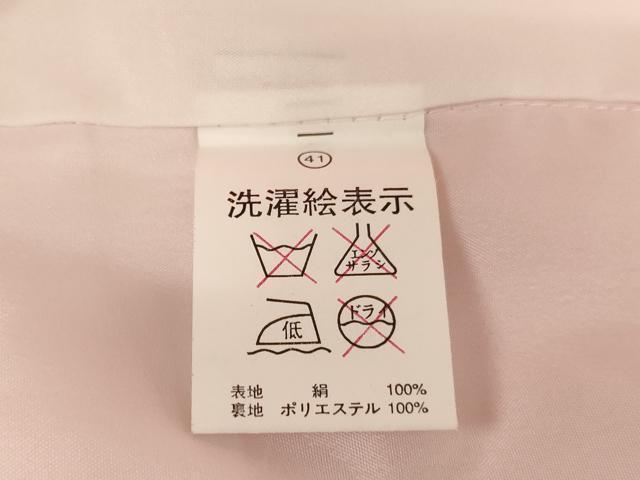 41
洗濯絵表示
エンソ
サラシ
低
ドライ
表地 絹 100%
裏地 ポリエステル 100%